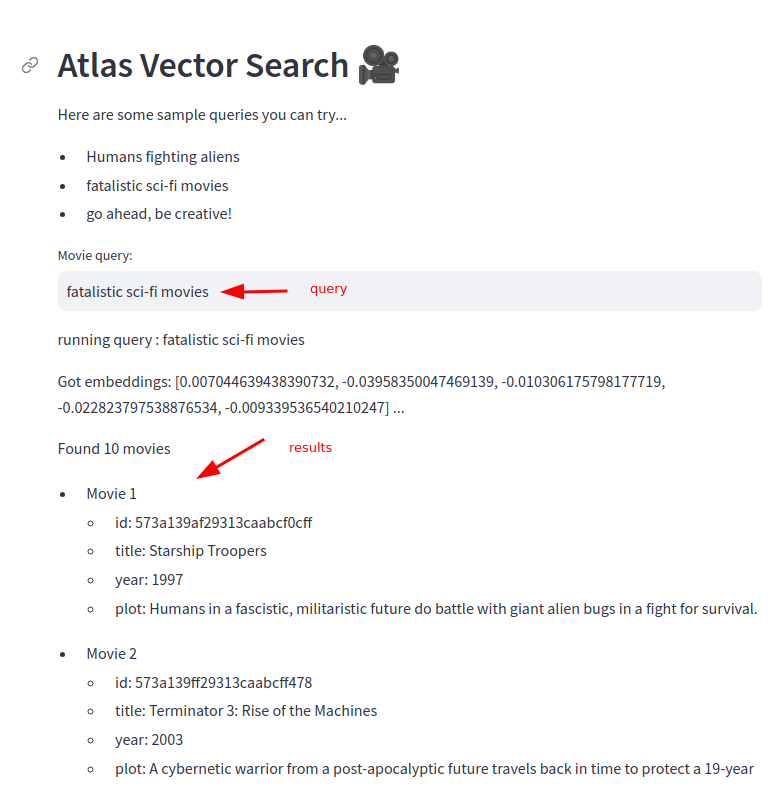 Atlas Vector Search
Here are some sample queries you can try...
Humans fighting aliens
fatalistic sci-fi movies
go ahead, be creative!
Movie query:
fatalistic sci-fi movies query
running query : fatalistic sci-fi movies
Got embeddings: [0.007044639438390732, -0.03958350047469139, -0.010306175798177719,
-0.022823797538876534, -0.009339536540210247] ...
Found 10 movies results
Movie 1
id: 573a139af29313caabcf0cff
title: Starship Troopers
year: 1997
plot: Humans in a fascistic, militaristic future do battle with giant alien bugs in a fight for survival.
Movie 2
id: 573a139ff29313caabcff478
title: Terminator 3: Rise of the Machines
year: 2003
plot: A cybernetic warrior from a post-apocalyptic future travels back in time to protect a 19-year